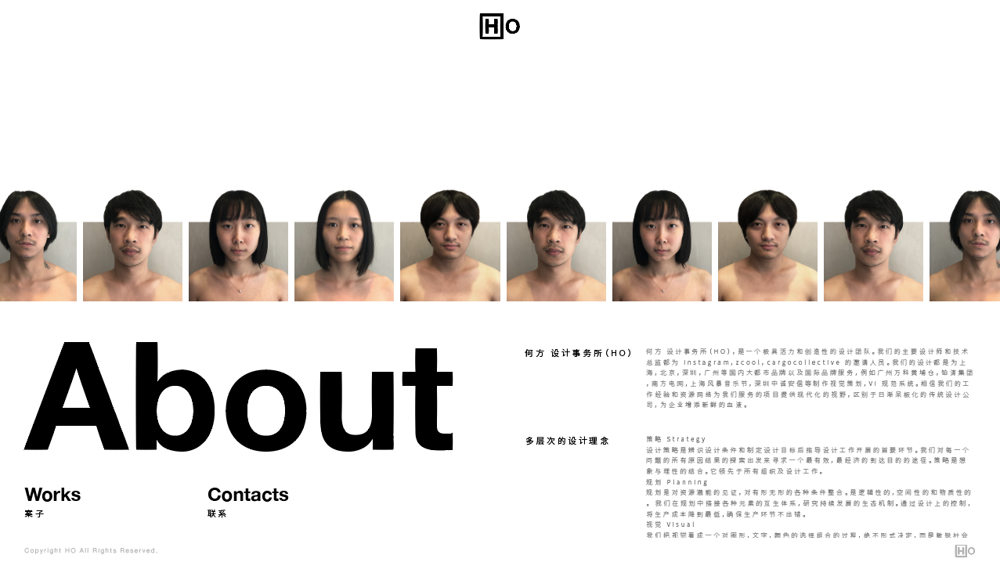 HO
About
Works
案子
Contacts
联系
何方 设计事务所(HO)
何方 设计事务所(HO),是一个极具活力和创造性的设计团队。我们的主要设计师和技术
总监都为 instagram,zcool,cargocollective 的邀请人员。我们的设计都是为上
海,北京,深圳,广州等国内大都市品牌以及国际品牌服务,例如广州万科黄埔仓,铂涛集团
,南方电网,上海风暴音乐节,深圳中诚安信等制作视觉策划,VI 规范系统。相信我们的工
作经验和资源网络为我们服务的项目提供现代化的视野,区别于日渐呆板化的传统设计公
司,为企业增添新鲜的血液。
多层次的设计理念
策略 Strategy
设计策略是辨识设计条件和制定设计目标后指导设计工作开展的首要环节。我们对每一个
问题的所有原因结果的探索出发来寻求一个最有效,最经济的到达目的的途径。策略是想
象与理性的结合。它领先于所有组织及设计工作。
规划 Planning
规划是对资源潜能的见证,对有形无形的各种条件整合。是逻辑性的,空间性的和物质性的
。我们在规划中搭接各种元素的互生体系,研究持续发展的生态机制。通过设计上的控制,
将生产成本降到最低,确保生产环节不出错。
视觉 Visual
我们把视觉看成一个对图形,文字,颜色的选择组合的过程,绝不形式决定,而是敏锐社会
Copyright HO All Rights Reserved.
HO